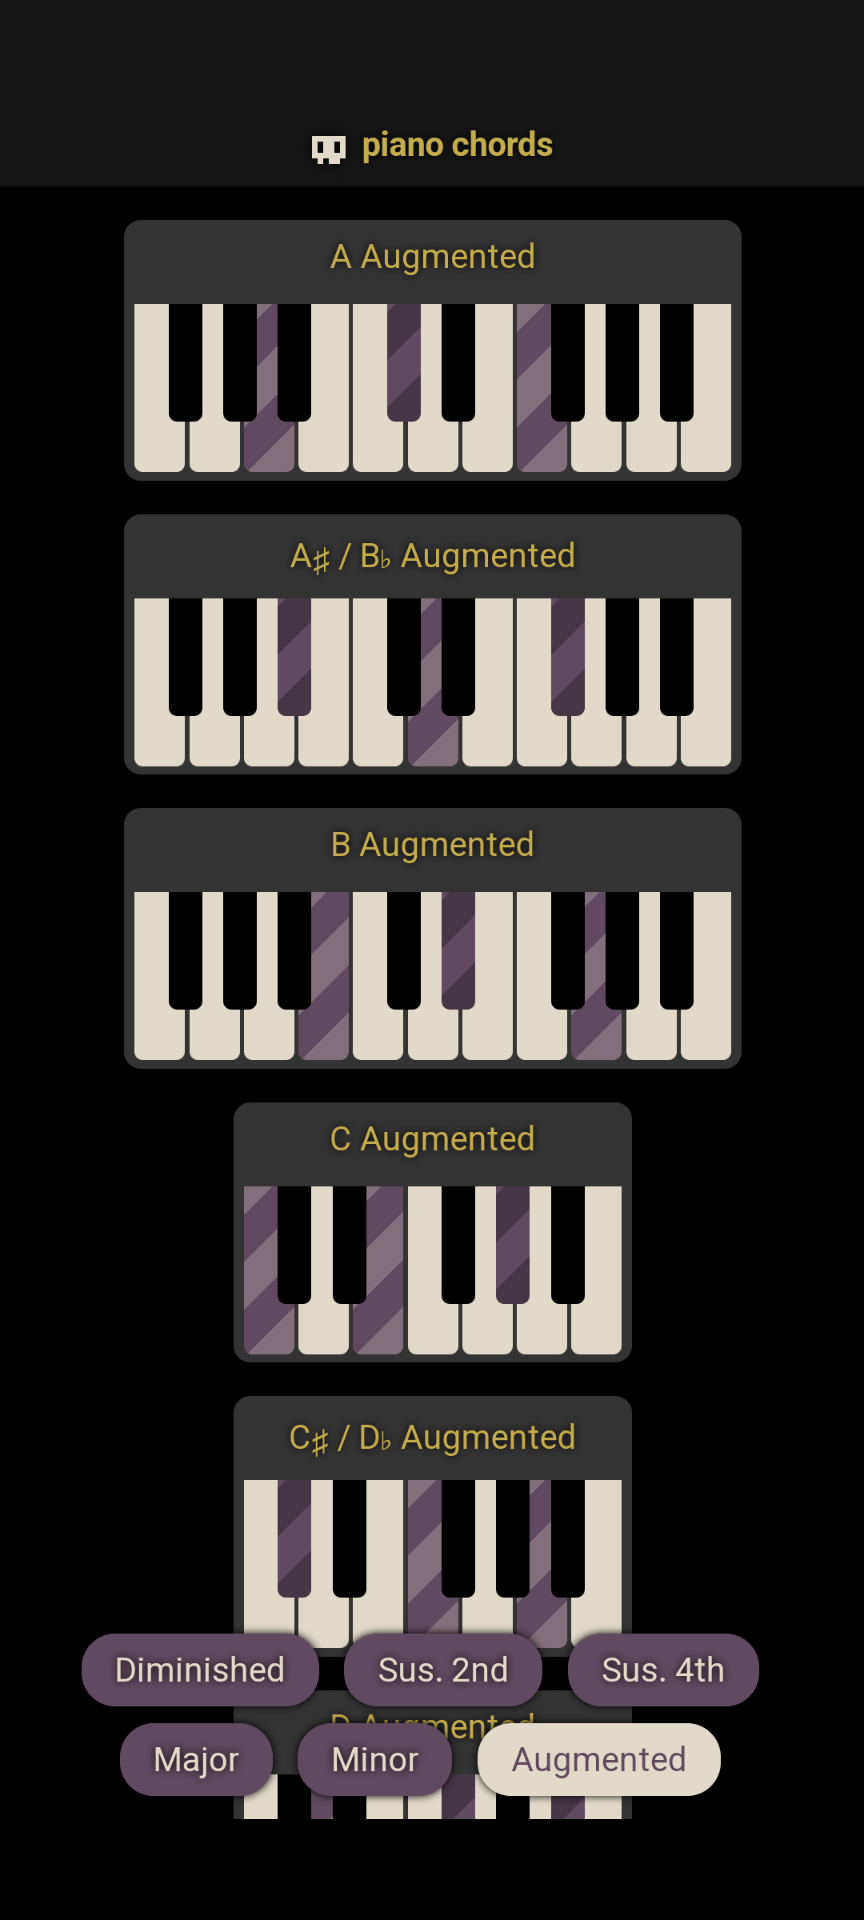 piano chords
A Augmented
A♯ / B♭ Augmented
B Augmented
C Augmented
C♯ / D♭ Augmented
Diminished Sus. 2nd Sus. 4th
D Augmented
Major Minor Augmented